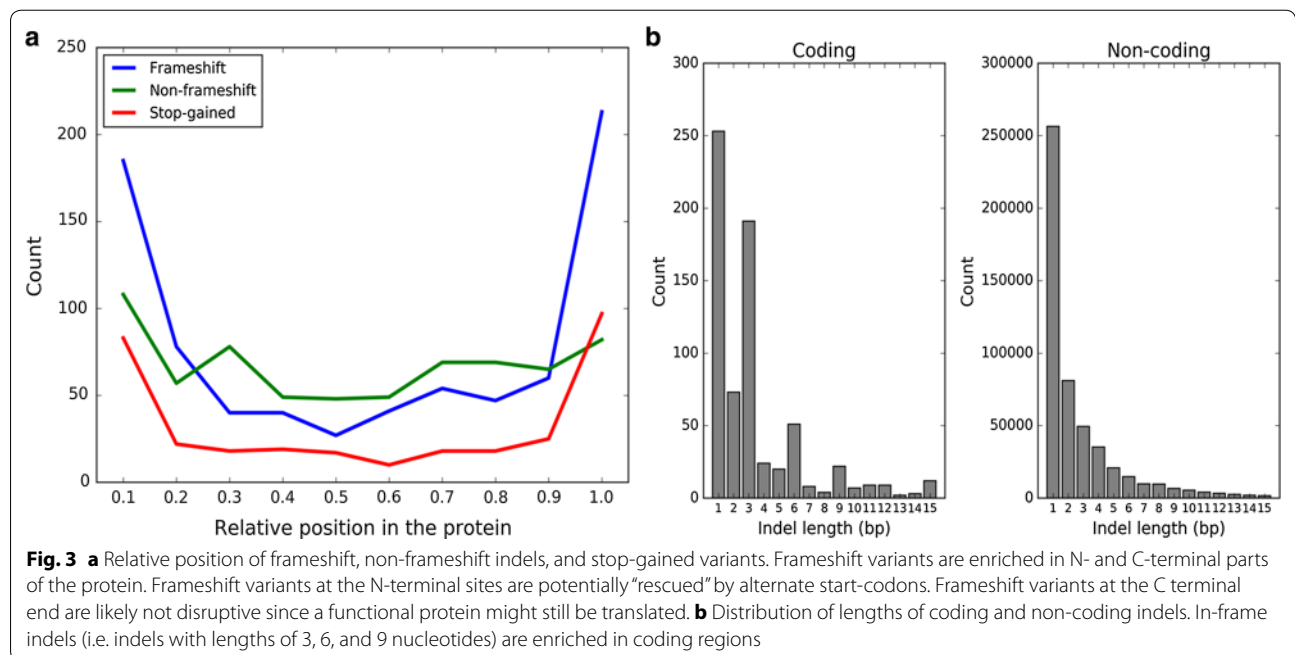 a
250
200
150
100
50
0
Count
Frameshift
Non-frameshift
Stop-gained
0.1 0.2 0.3 0.4 0.5 0.6 0.7 0.8 0.9 1.0
Relative position in the protein
b
Coding
300
250
200
150
100
50
0
Count
1 2 3 4 5 6 7 8 9 10 11 12 13 14 15
Indel length (bp)
Non-coding
300000
250000
200000
150000
100000
50000
0
Count
1 2 3 4 5 6 7 8 9 10 11 12 13 14 15
Indel length (bp)
Fig. 3 a Relative position of frameshift, non-frameshift indels, and stop-gained variants. Frameshift variants are enriched in N- and C-terminal parts
of the protein. Frameshift variants at the N-terminal sites are potentially “rescued” by alternate start-codons. Frameshift variants at the C terminal
end are likely not disruptive since a functional protein might still be translated. b Distribution of lengths of coding and non-coding indels. In-frame
indels (i.e. indels with lengths of 3, 6, and 9 nucleotides) are enriched in coding regions